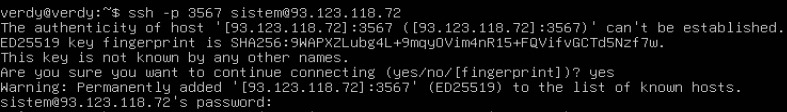 verdy@verdy:~$ ssh -p 3567 sistem@93.123.118.72
The authenticity of host '[93.123.118.72]:3567 ([93.123.118.72]:3567)' can't be established.
ED25519 key fingerprint is SHA256:9WAPXZLubg4L+9mqyOVim4nR15+FQVifvGCTd5Nzf7w.
This key is not known by any other names.
Are you sure you want to continue connecting (yes/no/[fingerprint])? yes
Warning: Permanently added '[93.123.118.72]:3567' (ED25519) to the list of known hosts.
sistem@93.123.118.72's password: